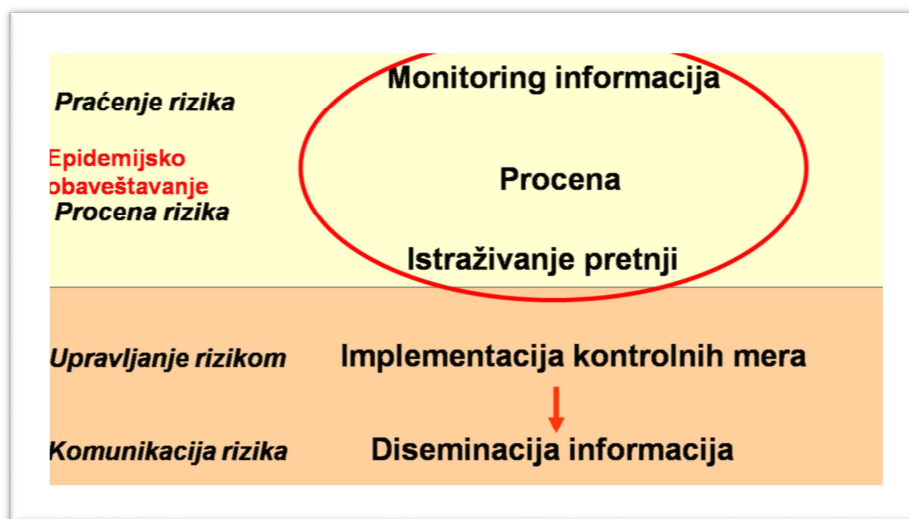 Monitoring informacija
Praćenje rizika
Epidemijsko
obaveštavanje
Procena
Procena rizika
Istraživanje pretnji
Upravljanje rizikom
Implementacija kontrolnih mera
Komunikacija rizika
Diseminacija informacija